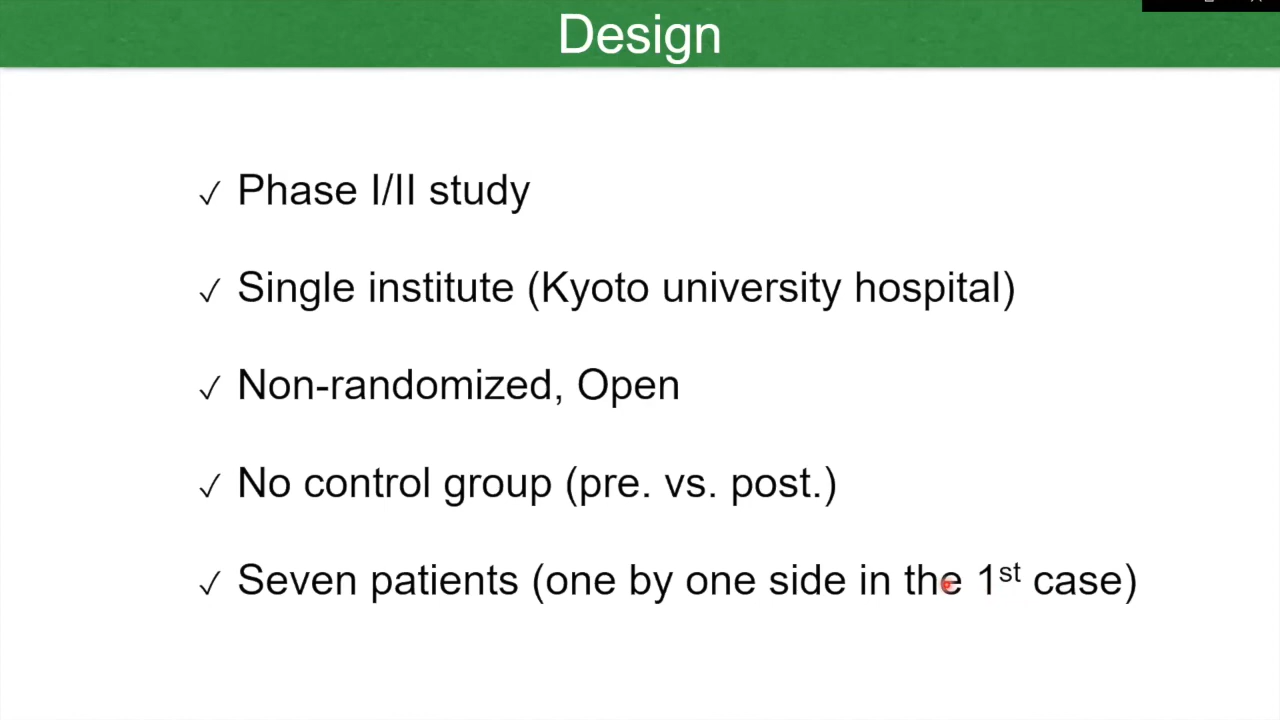 Design
✓ Phase I/II study
✓ Single institute (Kyoto university hospital)
✓ Non-randomized, Open
✓ No control group (pre. vs. post.)
✓ Seven patients (one by one side in the 1st case)